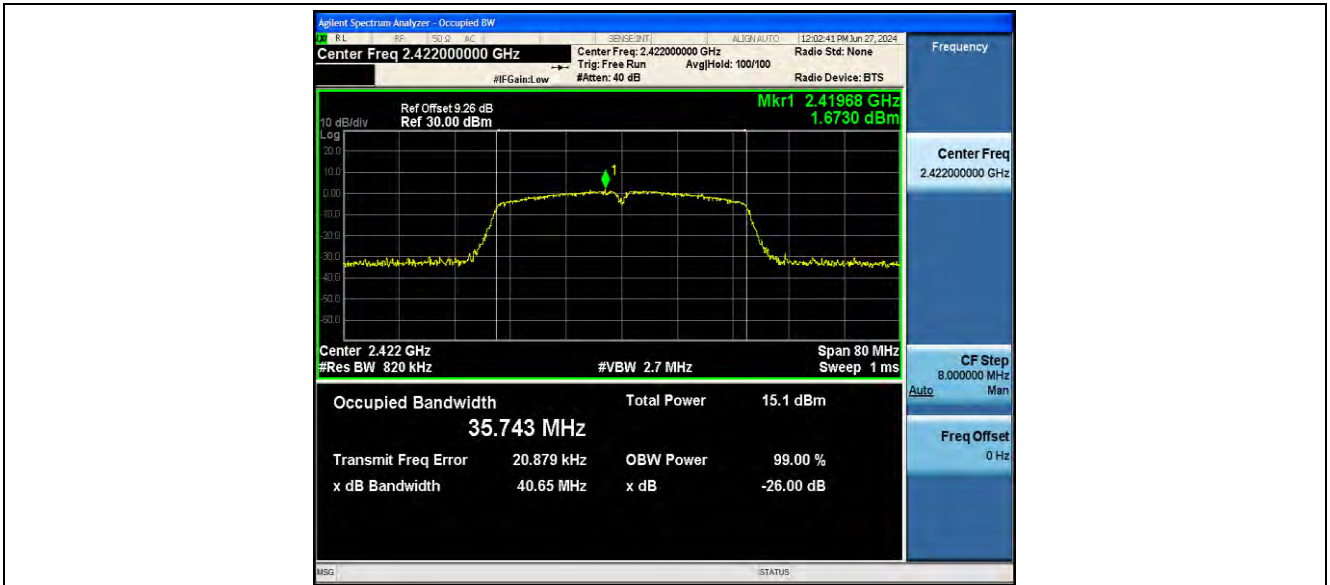 Agilent Spectrum Analyzer - Occupied BW
RL RF 50 Ω AC SENSE:INT ALIGN AUTO 12:02:41 PM Jun 27, 2024
Center Freq 2.422000000 GHz
Center Freq: 2.422000000 GHz Radio Std: None
Trig: Free Run Avg|Hold: 100/100
#IFGain:Low #Atten: 40 dB Radio Device: BTS
Mkr1 2.41968 GHz
1.6730 dBm
Ref Offset 9.26 dB
10 dB/div Ref 30.00 dBm
Log
20.0
10.0
0.00
-10.0
-20.0
-30.0
-40.0
-50.0
-60.0
1
Center 2.422 GHz Span 80 MHz
#Res BW 820 kHz #VBW 2.7 MHz Sweep 1 ms
Occupied Bandwidth Total Power 15.1 dBm
35.743 MHz
Transmit Freq Error 20.879 kHz OBW Power 99.00 %
x dB Bandwidth 40.65 MHz x dB -26.00 dB
MSG STATUS
Frequency
Center Freq
2.422000000 GHz
CF Step
8.000000 MHz
Auto Man
Freq Offset
0 Hz